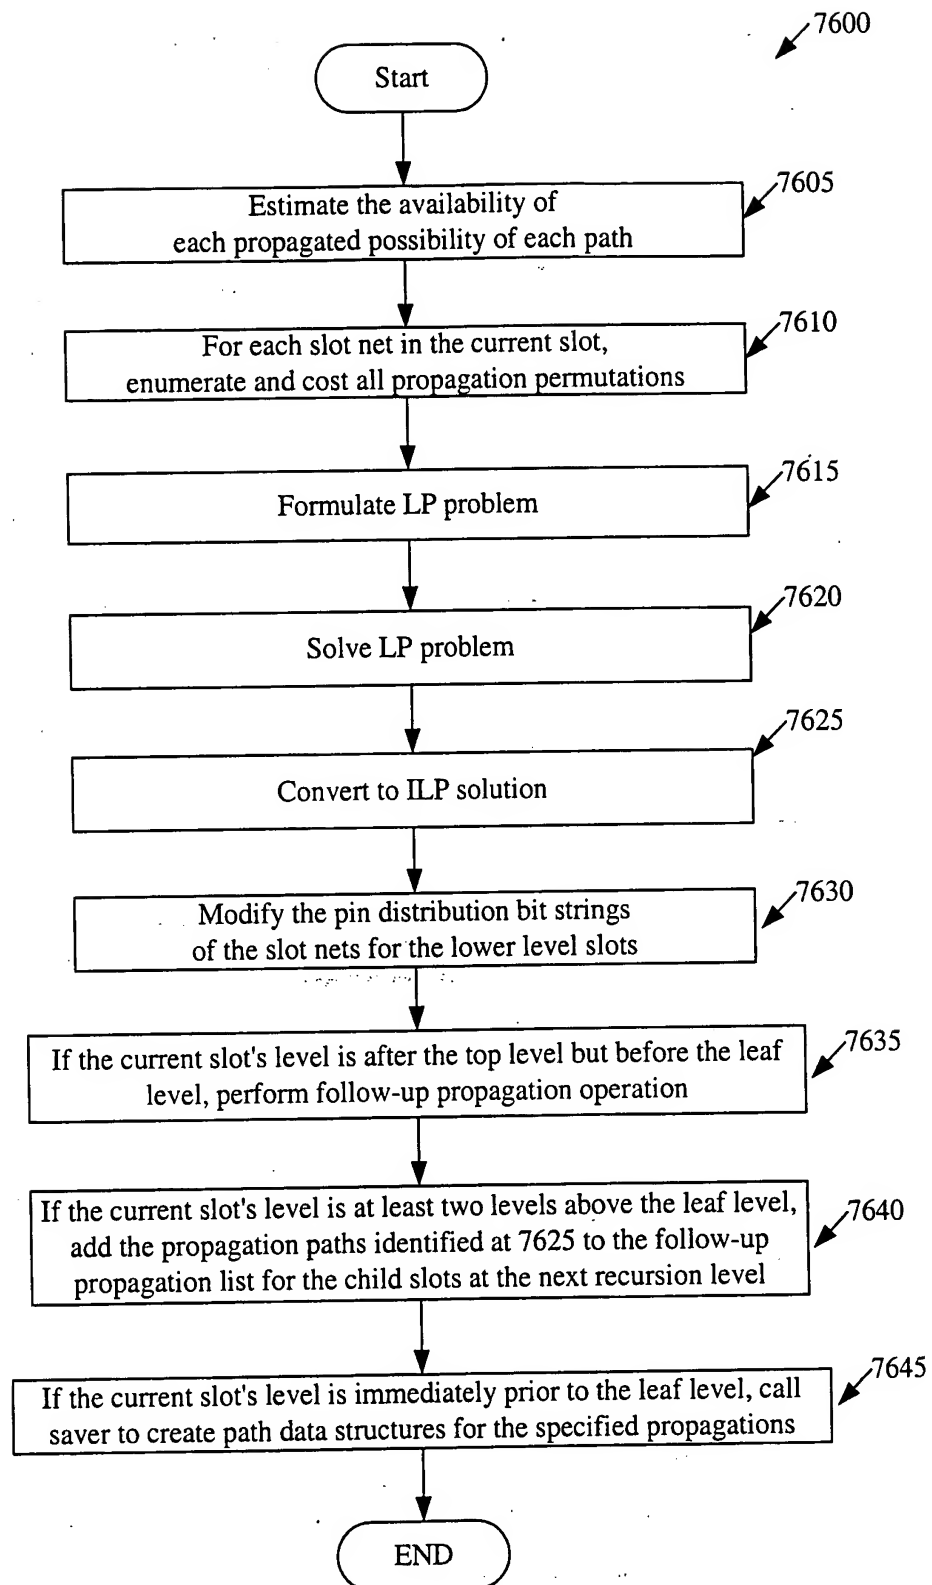 7600
Start
7605
Estimate the availability of
each propagated possibility of each path
7610
For each slot net in the current slot,
enumerate and cost all propagation permutations
7615
Formulate LP problem
7620
Solve LP problem
7625
Convert to ILP solution
7630
Modify the pin distribution bit strings
of the slot nets for the lower level slots
7635
If the current slot's level is after the top level but before the leaf
level, perform follow-up propagation operation
7640
If the current slot's level is at least two levels above the leaf level,
add the propagation paths identified at 7625 to the follow-up
propagation list for the child slots at the next recursion level
7645
If the current slot's level is immediately prior to the leaf level, call
saver to create path data structures for the specified propagations
END